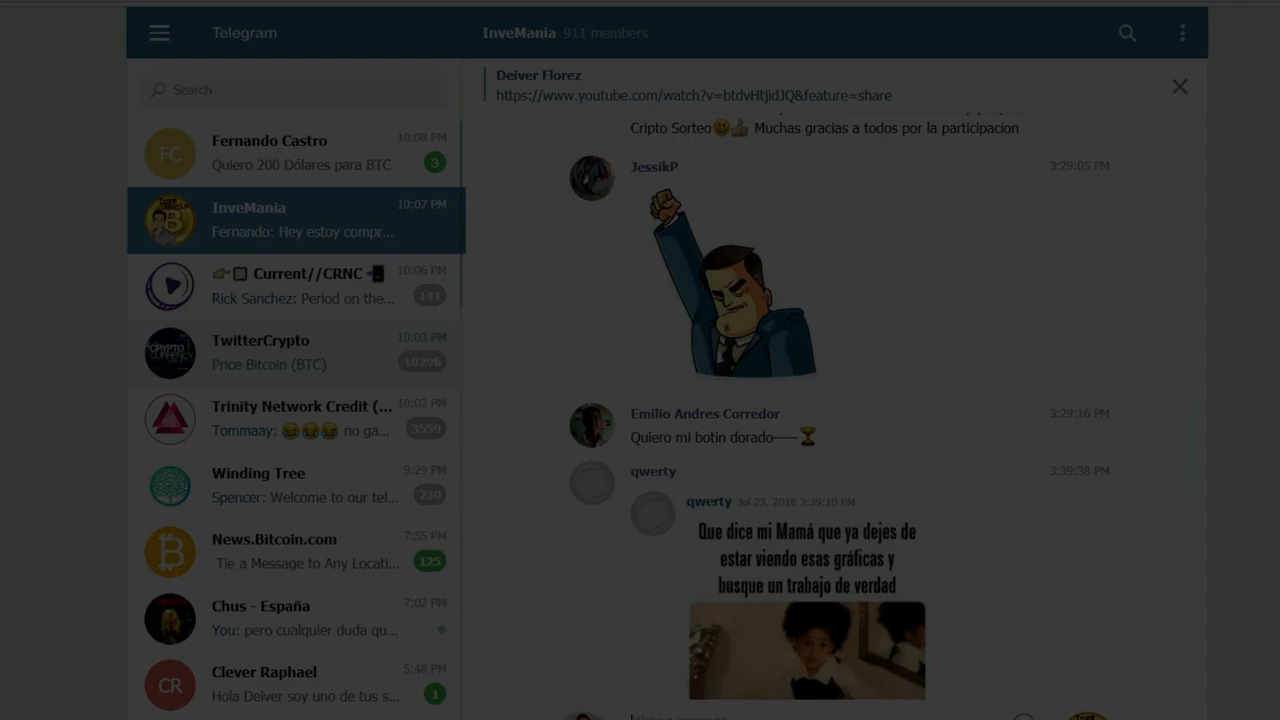 Telegram
InveMania 911 members
Search
Deiver Florez
https://www.youtube.com/watch?v=btdvHtjidJQ&feature=share
Fernando Castro 10:08 PM
Quiero 200 Dólares para BTC 3
InveMania 10:07 PM
Fernando: Hey estoy compr...
Current//CRNC 10:06 PM
Rick Sanchez: Period on the... 141
TwitterCrypto 10:03 PM
Price Bitcoin (BTC) 10296
Trinity Network Credit (... 10:02 PM
Tommaay: 😂😂😂 no ga... 3559
Winding Tree 9:29 PM
Spencer: Welcome to our tel... 230
News.Bitcoin.com 7:55 PM
Tie a Message to Any Locati... 125
Chus - España 7:02 PM
You: pero cualquier duda qu...
CR Clever Raphael 5:48 PM
Hola Deiver soy uno de tus s... 1
FC
Cripto Sorteo😃👍 Muchas gracias a todos por la participacion
JessikP 3:29:05 PM
Emilio Andres Corredor 3:29:16 PM
Quiero mi botin dorado——🏆
qwerty 3:39:38 PM
qwerty Jul 23, 2018 3:39:10 PM
Que dice mi Mamá que ya dejes de
estar viendo esas gráficas y
busque un trabajo de verdad